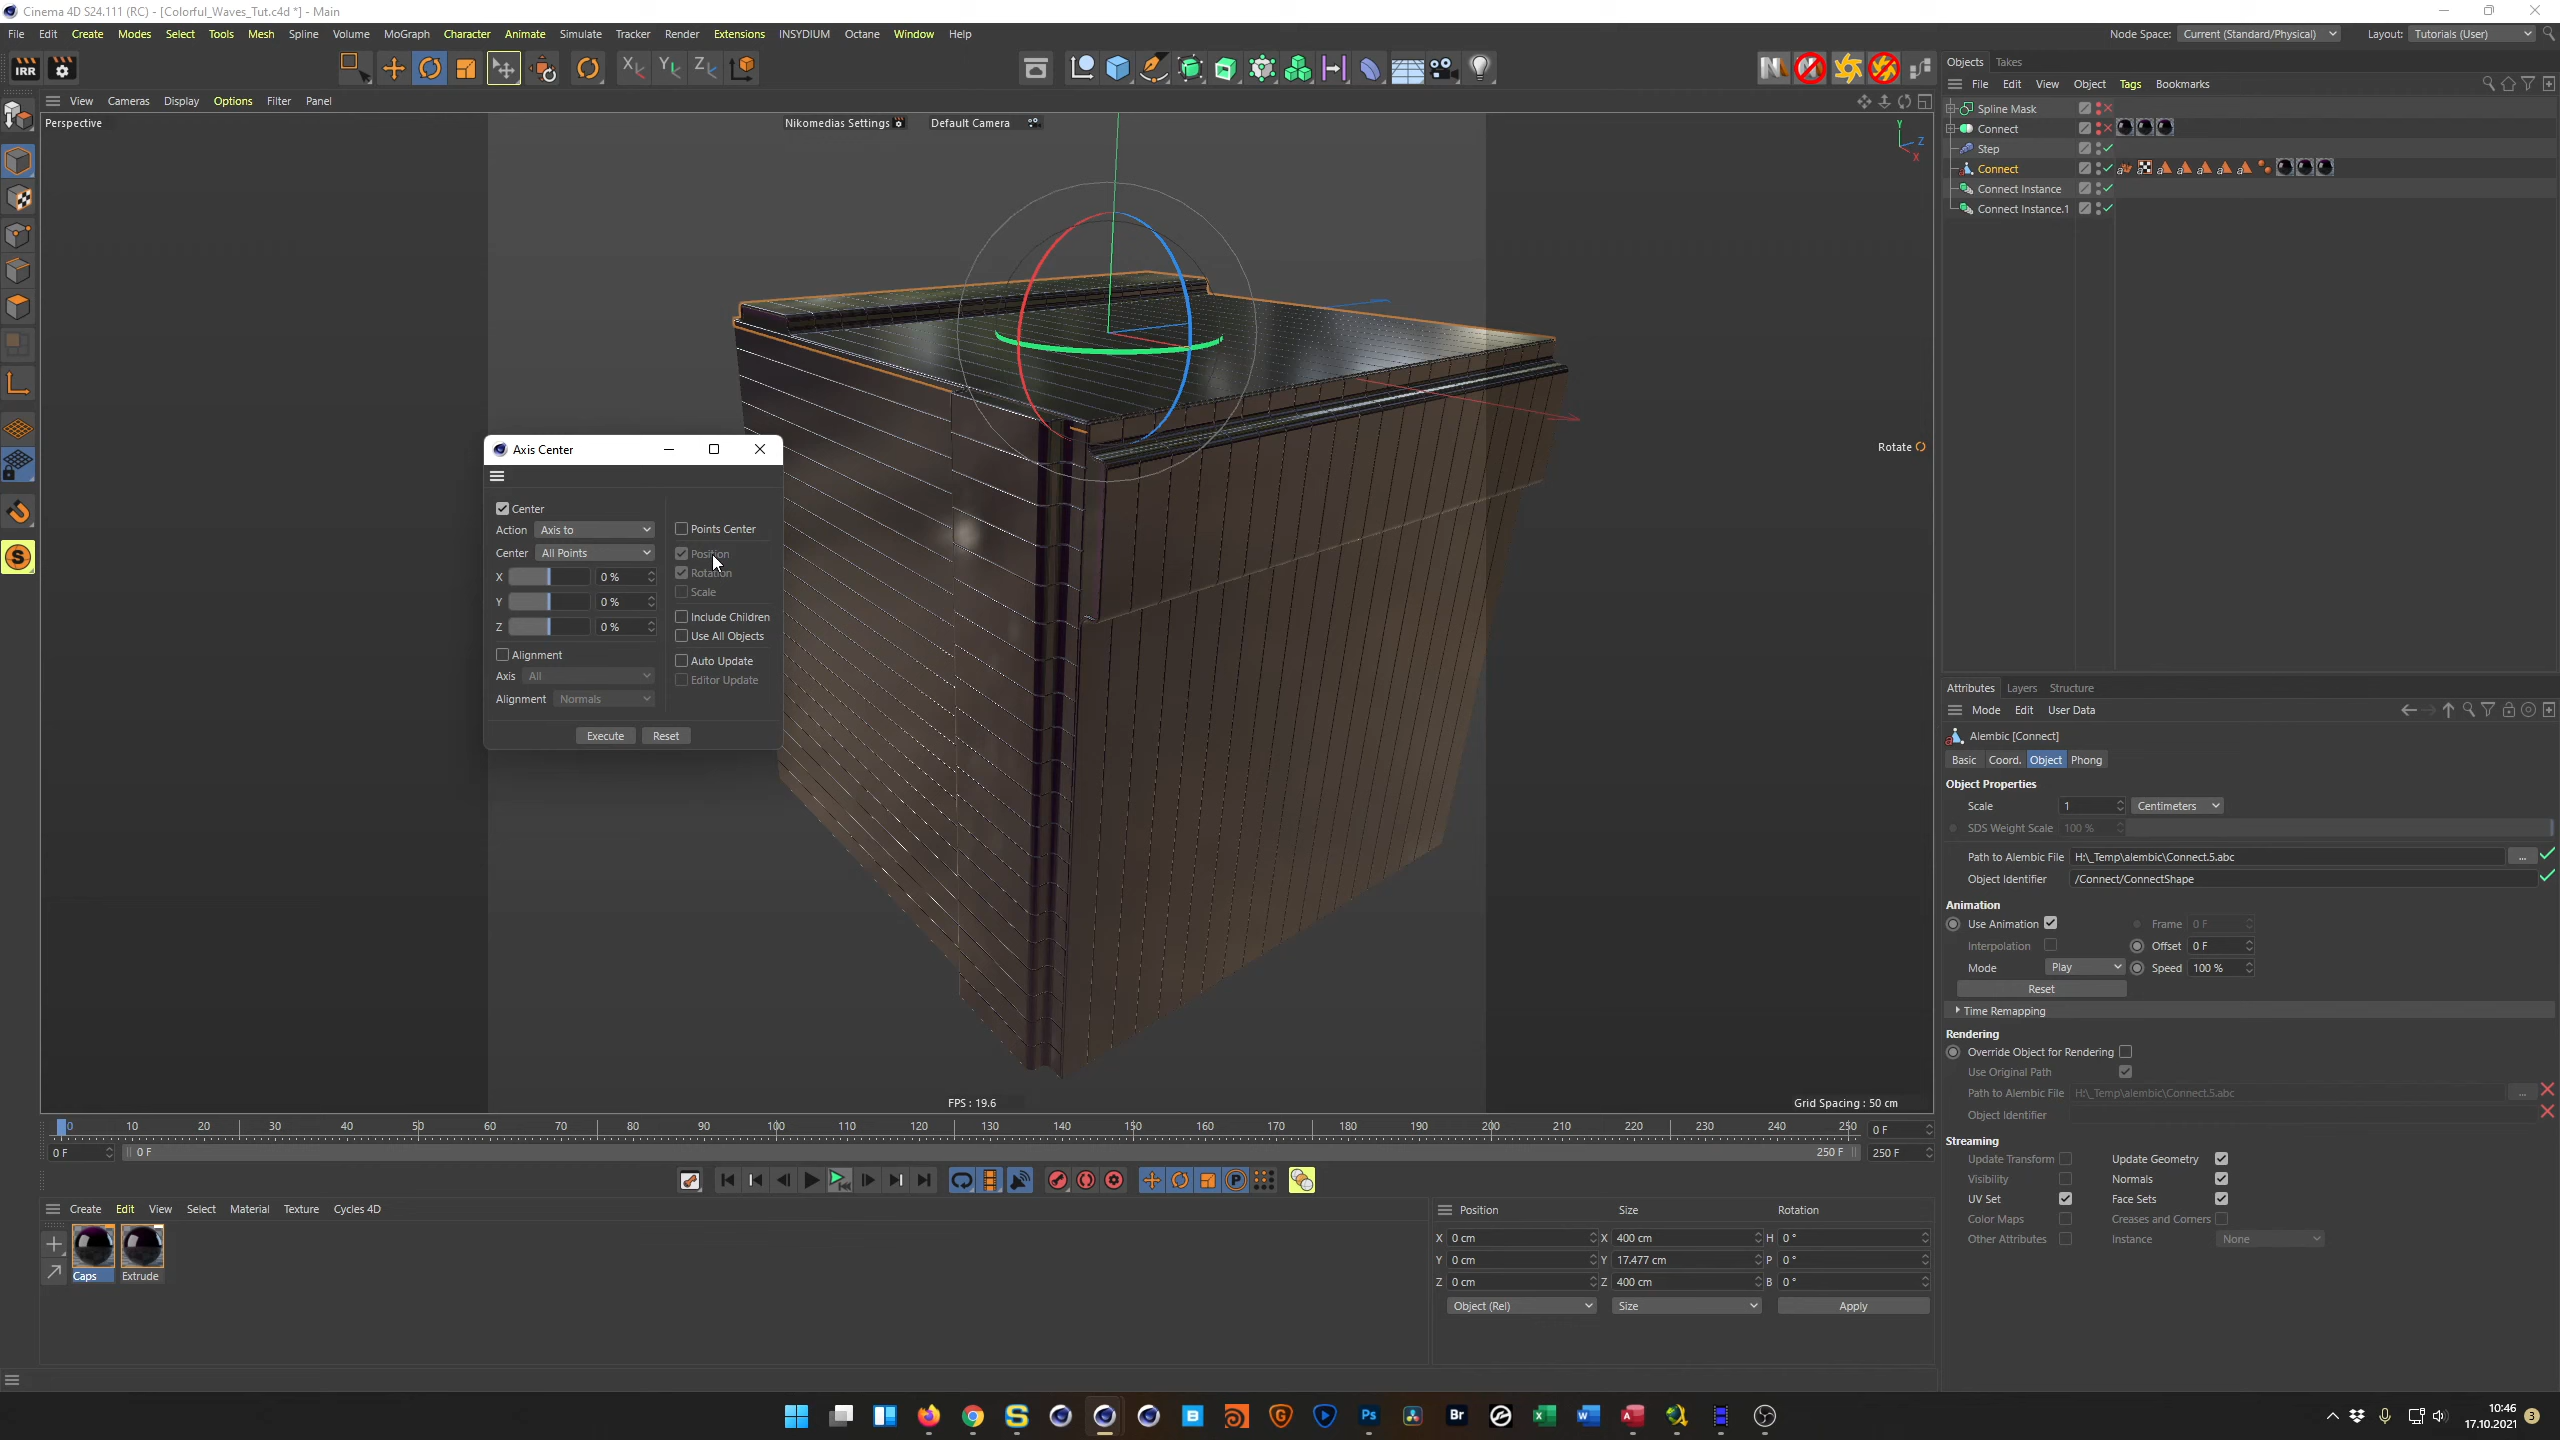 Cinema 4D S24.111 (RC) - [Colorful_Waves_Tut.c4d *] - Main
File Edit Create Modes Select Tools Mesh Spline Volume MoGraph Character Animate Simulate Tracker Render Extensions INSYDIUM Octane Window Help
Node Space: Current (Standard/Physical) Layout: Tutorials (User)
IRR
X Y Z
Objects Takes
View Cameras Display Options Filter Panel
File Edit View Object Tags Bookmarks
Perspective
Nikomedias Settings Default Camera
Y Z X
Spline Mask
Connect
Step
Connect
Connect Instance
Connect Instance.1
Rotate
Axis Center
Center
Action Axis to
Center All Points
X 0 %
Y 0 %
Z 0 %
Alignment
Axis All
Alignment Normals
Points Center
Position
Rotation
Scale
Include Children
Use All Objects
Auto Update
Editor Update
Execute Reset
Attributes Layers Structure
Mode Edit User Data
Alembic [Connect]
Basic Coord. Object Phong
Object Properties
Scale 1 Centimeters
SDS Weight Scale 100 %
Path to Alembic File H:\_Temp\alembic\Connect.5.abc ...
Object Identifier /Connect/ConnectShape
Animation
Use Animation Frame 0 F
Interpolation Offset 0 F
Mode Play Speed 100 %
Reset
Time Remapping
Rendering
Override Object for Rendering
Use Original Path
Path to Alembic File H:\_Temp\alembic\Connect.5.abc ...
Object Identifier
Streaming
Update Transform Update Geometry
Visibility Normals
UV Set Face Sets
Color Maps Creases and Corners
Other Attributes Instance None
FPS : 19.6
Grid Spacing : 50 cm
0 10 20 30 40 50 60 70 80 90 100 110 120 130 140 150 160 170 180 190 200 210 220 230 240 250 0 F
0 F 0 F 250 F 250 F
Create Edit View Select Material Texture Cycles 4D
Caps Extrude
Position Size Rotation
X 0 cm X 400 cm H 0 °
Y 0 cm Y 17.477 cm P 0 °
Z 0 cm Z 400 cm B 0 °
Object (Rel) Size Apply
Ps Br
10:46
17.10.2021
3